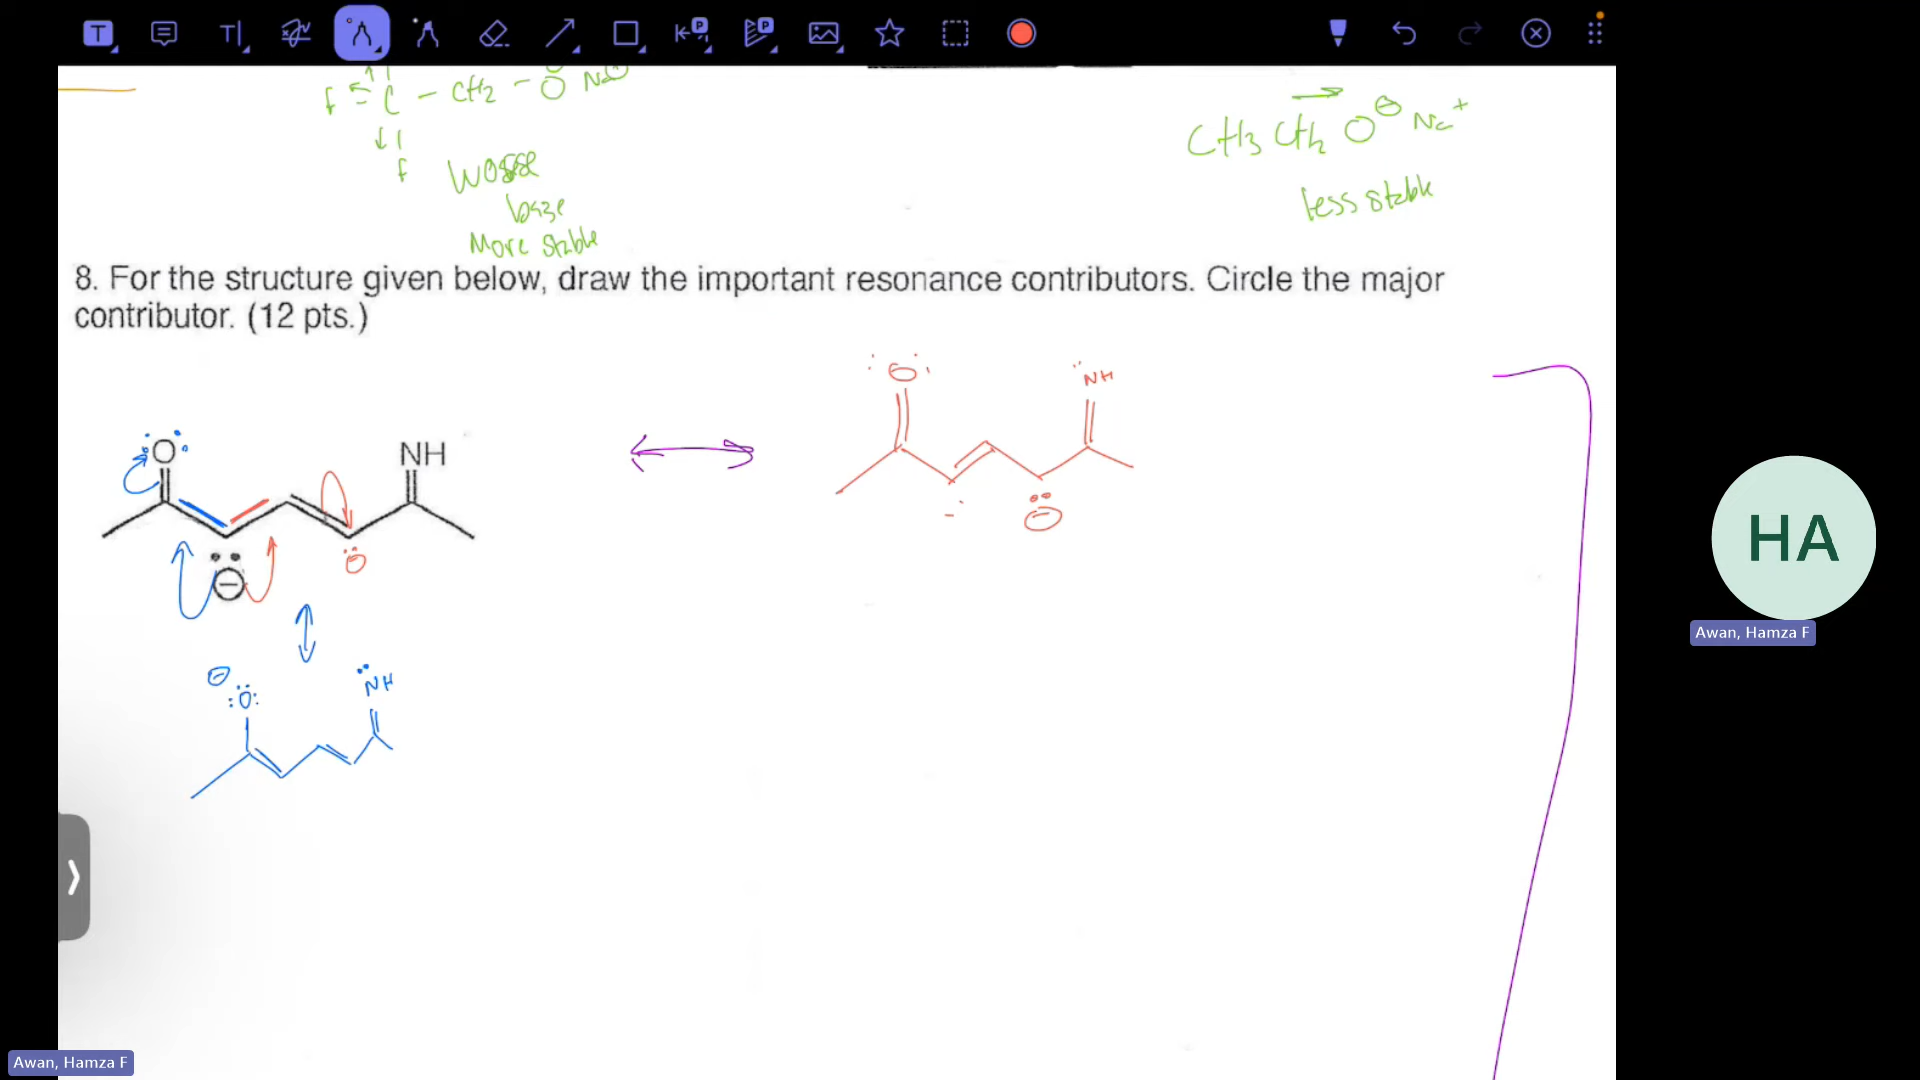 T T P P
F - C - CH2 - O Na
F
Worse
base
More stable
CH3 CH2 O⊖ Na+
less stable
8. For the structure given below, draw the important resonance contributors. Circle the major
contributor. (12 pts.)
:O: NH
O NH
⊖
⊖
⊖
:O: NH
HA
Awan, Hamza F
Awan, Hamza F